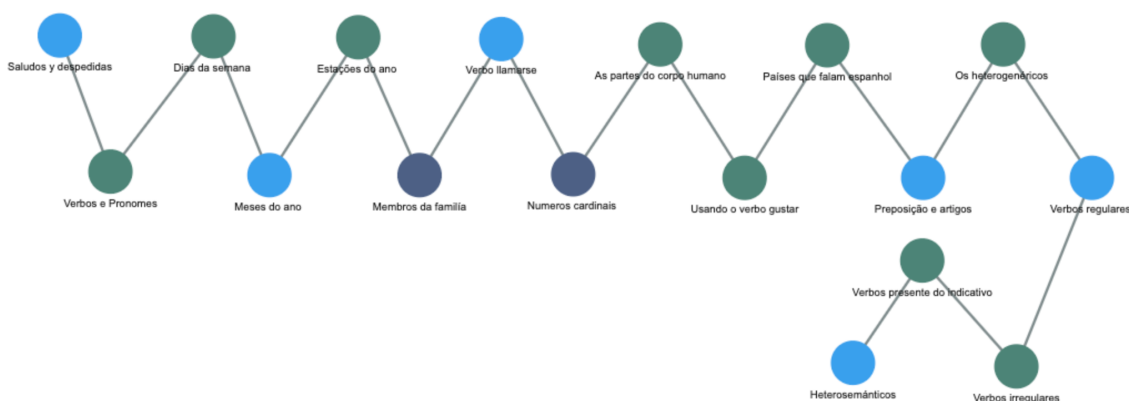 Saludos y despedidas
Dias da semana
Estações do ano
Verbo llamarse
As partes do corpo humano
Países que falam espanhol
Os heterogenéricos
Verbos e Pronomes
Meses do ano
Membros da familía
Numeros cardinais
Usando o verbo gustar
Preposição e artigos
Verbos regulares
Verbos presente do indicativo
Heterosemánticos
Verbos irregulares